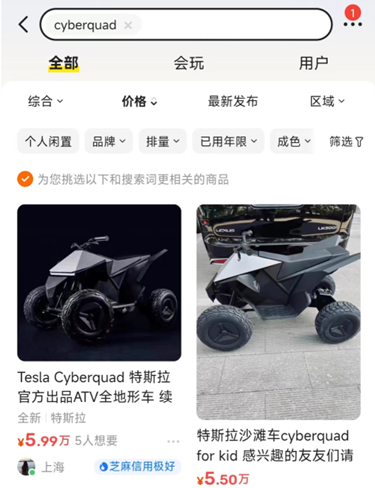 cyberquad ×
1
全部 会玩 用户
综合 价格 最新发布 区域
个人闲置 品牌 排量 已用年限 成色 筛选
为您挑选以下和搜索词更相关的商品
Tesla Cyberquad 特斯拉
官方出品ATV全地形车 续
全新 | 特斯拉
¥5.99万 5人想要
上海 芝麻信用极好
LEXUS
特斯拉沙滩车cyberquad
for kid 感兴趣的友友们请
¥5.50万